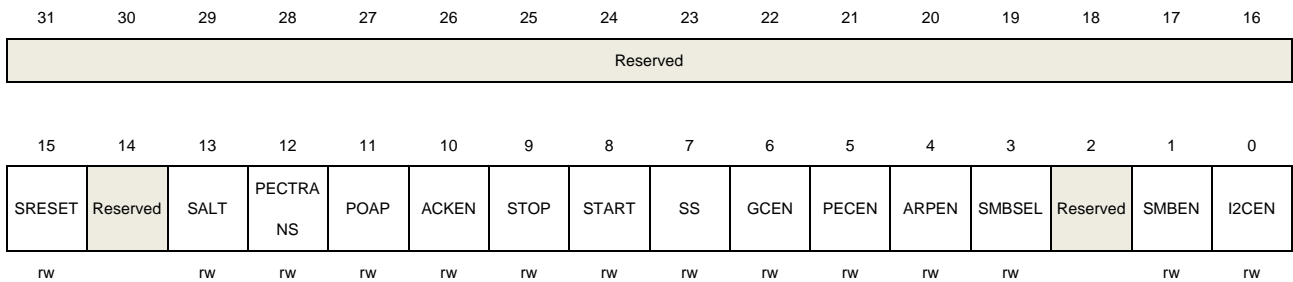 31 30 29 28 27 26 25 24 23 22 21 20 19 18 17 16
Reserved
15 14 13 12 11 10 9 8 7 6 5 4 3 2 1 0
SRESET Reserved SALT PECTRA NS POAP ACKEN STOP START SS GCEN PECEN ARPEN SMBSEL Reserved SMBEN I2CEN
rw rw rw rw rw rw rw rw rw rw rw rw rw rw